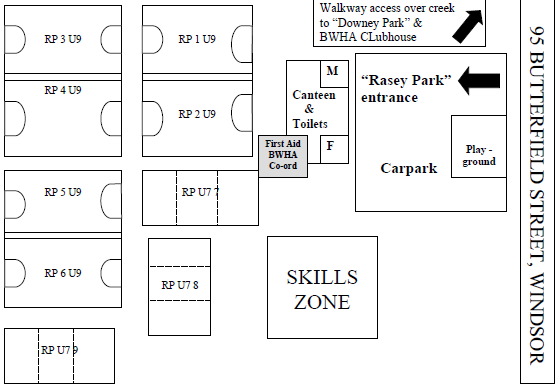 Walkway access over creek
to “Downey Park” &
BWHA CLubhouse
RP 3 U9
RP 1 U9
RP 4 U9
RP 2 U9
M
Canteen
&
Toilets
F
“Rasey Park”
entrance
First Aid
BWHA
Co-ord
Carpark
Play -
ground
RP 5 U9
RP U7 7
RP 6 U9
RP U7 8
SKILLS
ZONE
RP U7 9
95 BUTTERFIELD STREET, WINDSOR